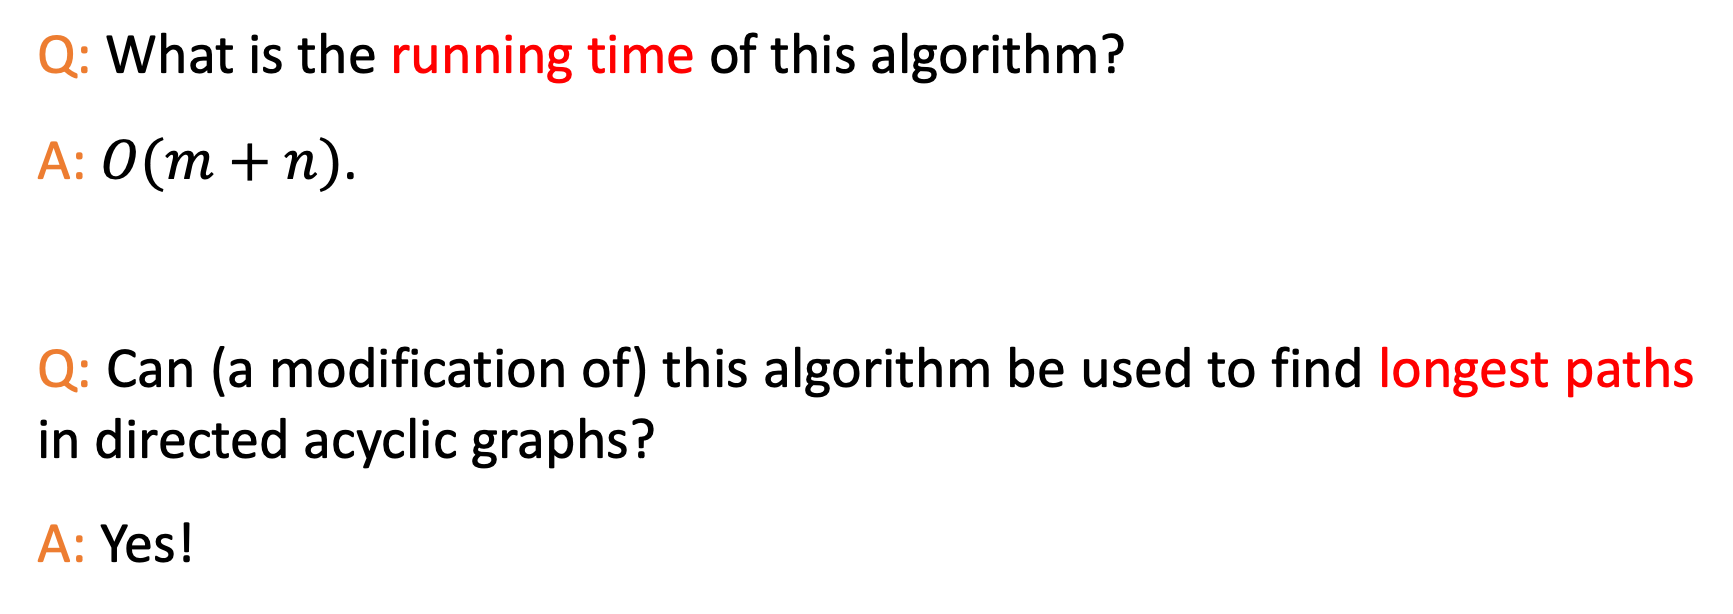 Q: What is the running time of this algorithm?
A: O(m + n).
Q: Can (a modification of) this algorithm be used to find longest paths
in directed acyclic graphs?
A: Yes!